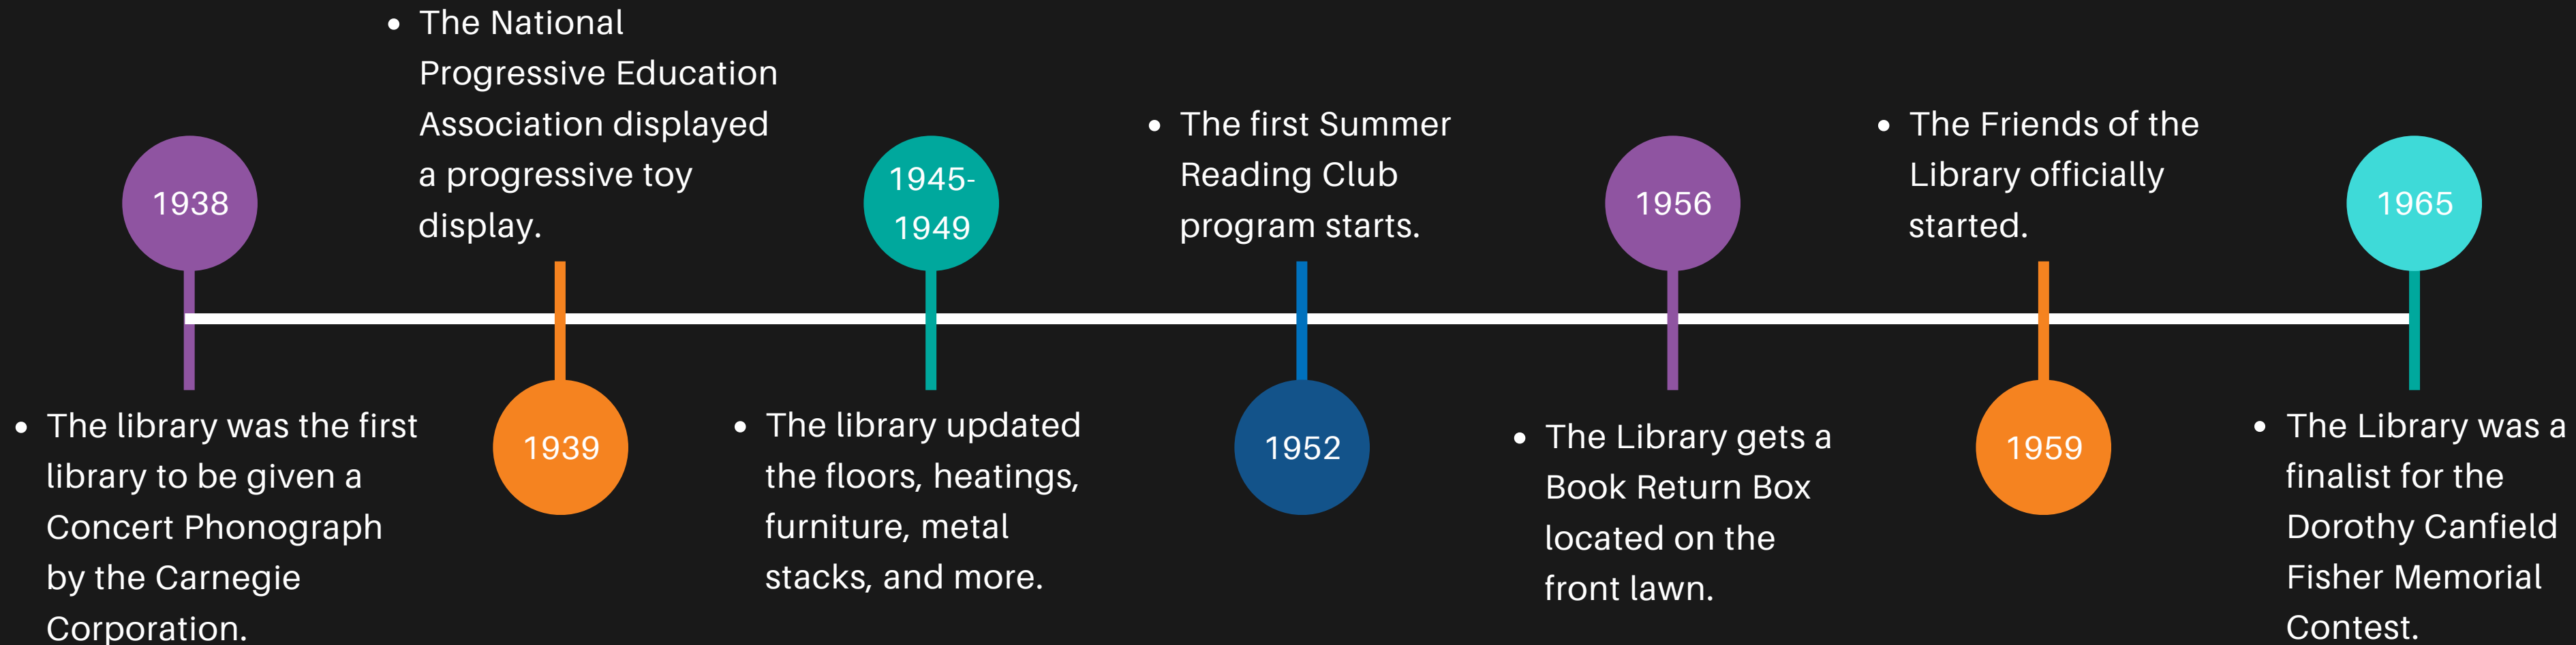 1938
• The library was the first
library to be given a
Concert Phonograph
by the Carnegie
Corporation.
• The National
Progressive Education
Association displayed
a progressive toy
display.
1939
1945-
1949
• The library updated
the floors, heatings,
furniture, metal
stacks, and more.
• The first Summer
Reading Club
program starts.
1952
1956
• The Library gets a
Book Return Box
located on the
front lawn.
• The Friends of the
Library officially
started.
1959
1965
• The Library was a
finalist for the
Dorothy Canfield
Fisher Memorial
Contest.